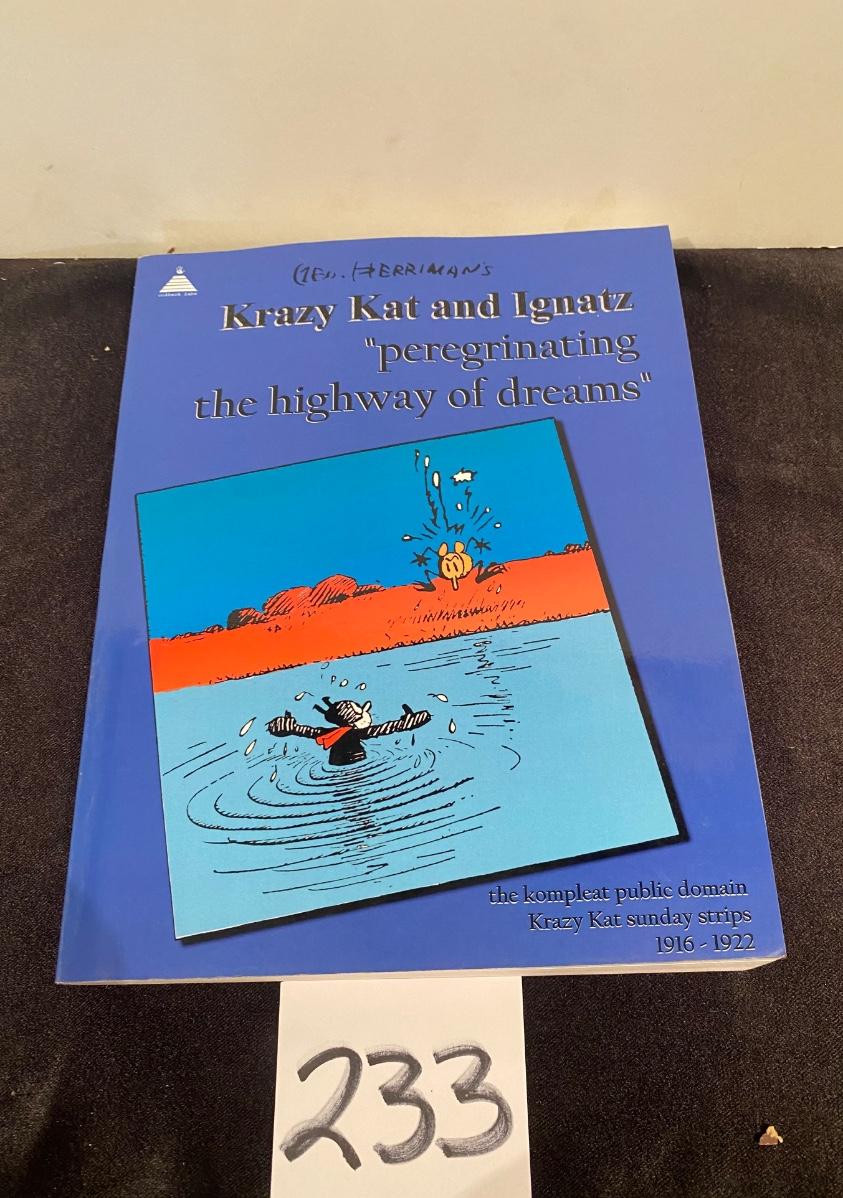 Geo. HERRIMAN's
Krazy Kat and Ignatz
"peregrinating
the highway of dreams"
the kompleat public domain
Krazy Kat sunday strips
1916 - 1922
233